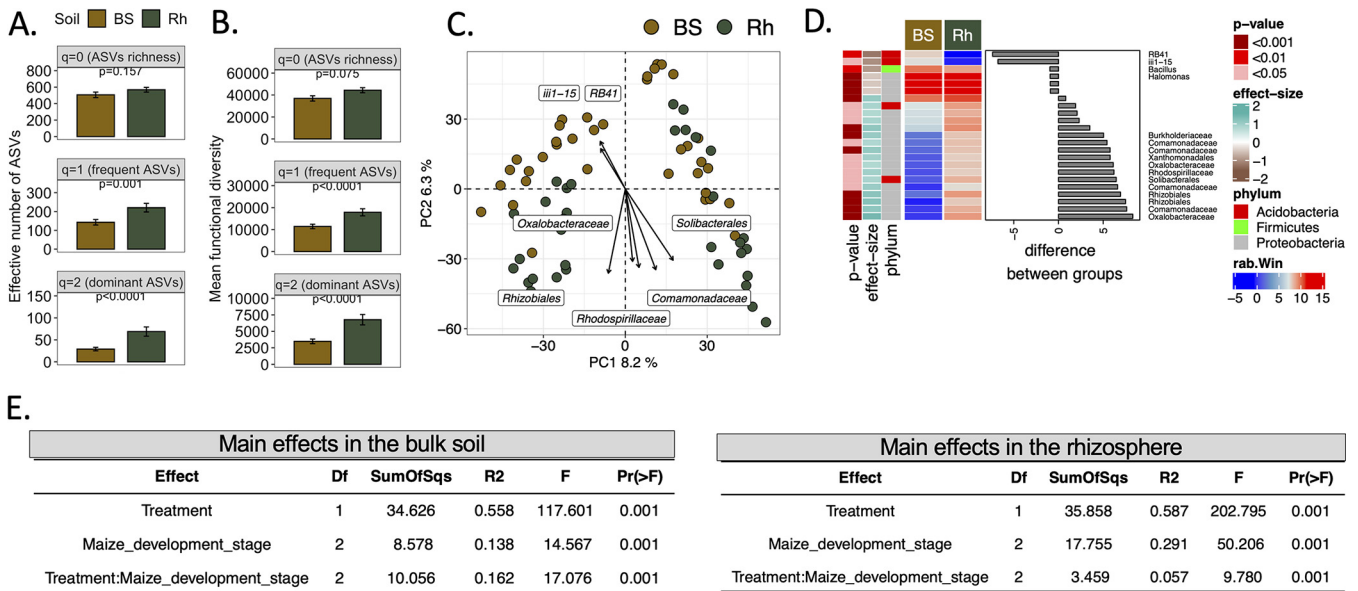 A.
Soil BS Rh
q=0 (ASVs richness)
p=0.157
800
600
400
200
0
q=1 (frequent ASVs)
p=0.001
300
200
100
0
q=2 (dominant ASVs)
p<0.0001
150
100
50
0
Effective number of ASVs
B.
q=0 (ASVs richness)
p=0.075
60000
40000
20000
0
q=1 (frequent ASVs)
p<0.0001
30000
20000
10000
0
q=2 (dominant ASVs)
p<0.0001
10000
7500
5000
2500
0
Mean functional diversity
C.
BS Rh
iii1-15
RB41
Oxalobacteraceae
Solibacterales
Rhizobiales
Comamonadaceae
Rhodospirillaceae
30
0
-30
-60
PC2 6.3 %
-30 0 30
PC1 8.2 %
D.
BS Rh
RB41
iii1-15
Bacillus
Halomonas
Burkholderiaceae
Comamonadaceae
Comamonadaceae
Xanthomonadales
Oxalobacteraceae
Rhodospirillaceae
Solibacterales
Comamonadaceae
Rhizobiales
Rhizobiales
Comamonadaceae
Oxalobacteraceae
p-value
effect-size
phylum
-5 0 5
difference
between groups
p-value
<0.001
<0.01
<0.05
effect-size
2
1
0
-1
-2
phylum
Acidobacteria
Firmicutes
Proteobacteria
rab.Win
-5 0 5 10 15
E.
Main effects in the bulk soil
Effect Df SumOfSqs R2 F Pr(>F)
Treatment 1 34.626 0.558 117.601 0.001
Maize_development_stage 2 8.578 0.138 14.567 0.001
Treatment:Maize_development_stage 2 10.056 0.162 17.076 0.001
Main effects in the rhizosphere
Effect Df SumOfSqs R2 F Pr(>F)
Treatment 1 35.858 0.587 202.795 0.001
Maize_development_stage 2 17.755 0.291 50.206 0.001
Treatment:Maize_development_stage 2 3.459 0.057 9.780 0.001